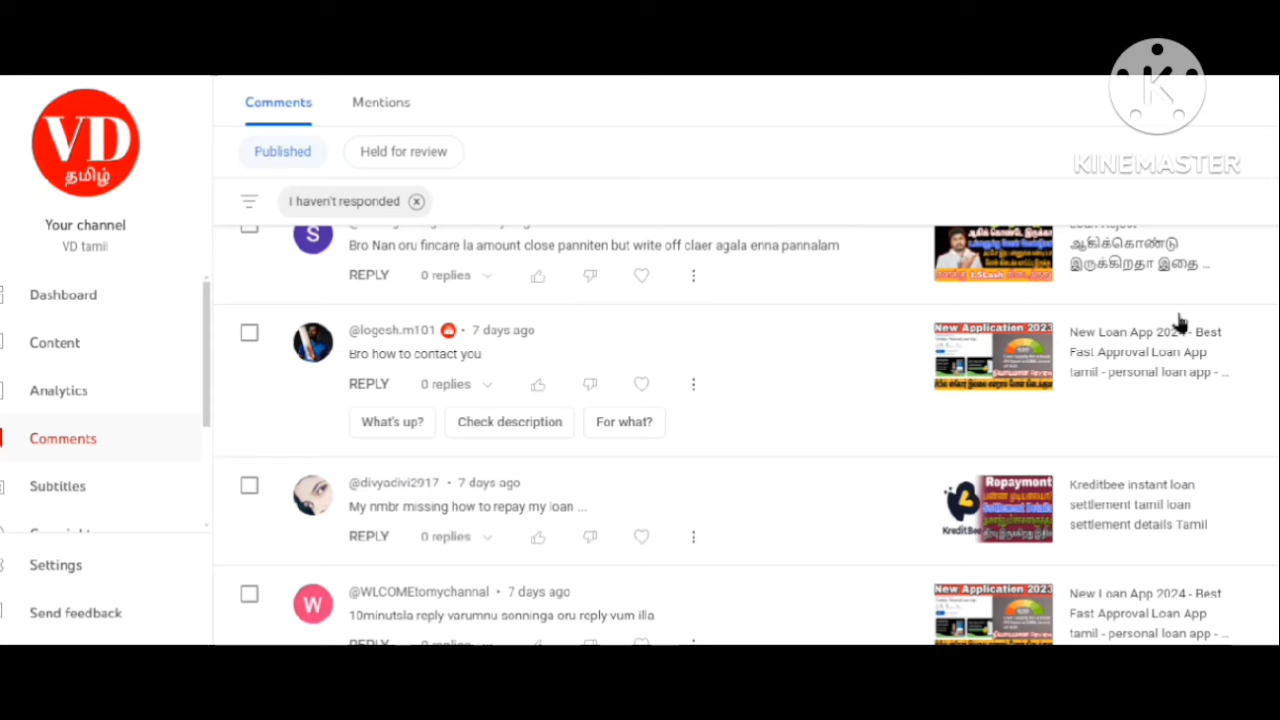 KINEMASTER
VD
தமிழ்
Your channel
VD tamil
Dashboard
Content
Analytics
Comments
Subtitles
Settings
Send feedback
Comments
Mentions
Published
Held for review
I haven't responded
S
Bro Nan oru fincare la amount close panniten but write off claer agala enna pannalam
REPLY
0 replies
ஆகிக்கொண்டு
இருக்கிறதா இதை ...
@logesh.m101 • 7 days ago
Bro how to contact you
REPLY
0 replies
What's up?
Check description
For what?
New Application 2023
New Loan App 2024 - Best
Fast Approval Loan App
tamil - personal loan app - ...
@divyadivi2917 • 7 days ago
My nmbr missing how to repay my loan ...
REPLY
0 replies
Repayment
KreditBee
Kreditbee instant loan
settlement tamil loan
settlement details Tamil
W
@WLCOMEtomychannal • 7 days ago
10minutsla reply varumnu sonninga oru reply vum illa
REPLY
0 replies
New Application 2023
New Loan App 2024 - Best
Fast Approval Loan App
tamil - personal loan app - ...